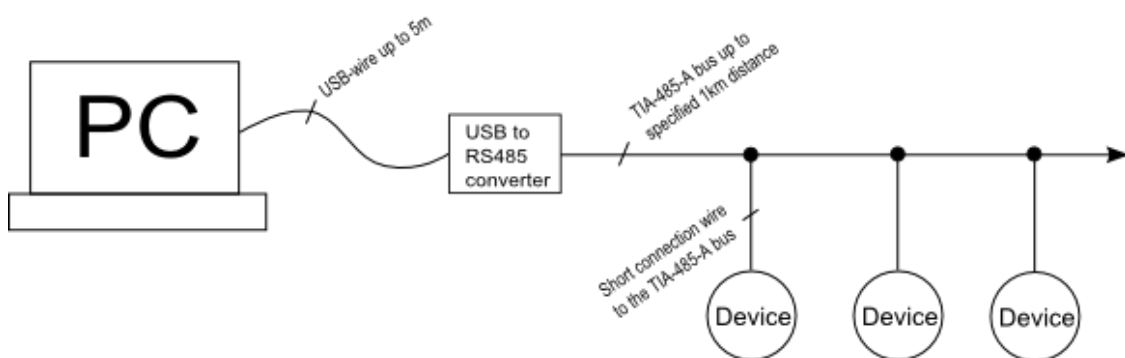 PC
USB-wire up to 5m
USB to
RS485
converter
TIA-485-A bus up to
specified 1km distance
Short connection wire
to the TIA-485-A bus
Device
Device
Device